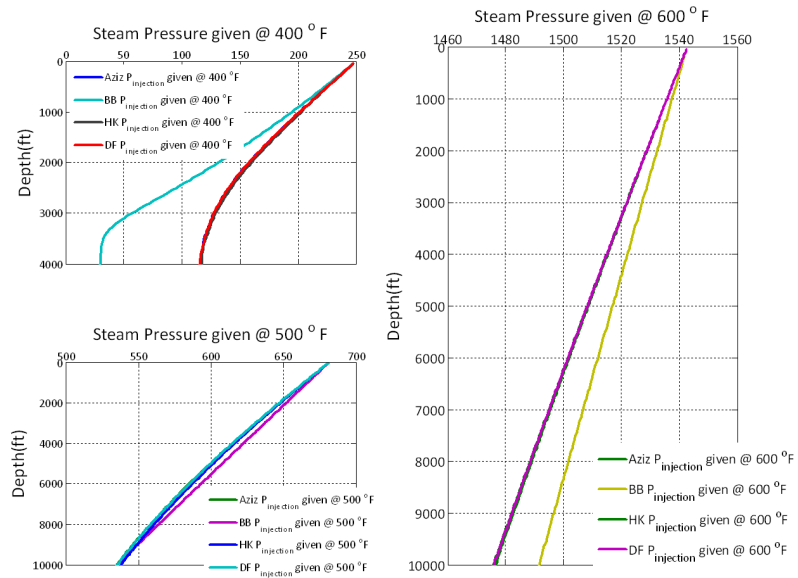 Steam Pressure given @ 400 ° F
0 50 100 150 200 250
0
1000
2000
3000
4000
Depth(ft)
Aziz P injection given @ 400 °F
BB P injection given @ 400 °F
HK P injection given @ 400 °F
DF P injection given @ 400 °F
Steam Pressure given @ 500 ° F
500 550 600 650 700
0
2000
4000
6000
8000
10000
Depth(ft)
Aziz P injection given @ 500 °F
BB P injection given @ 500 °F
HK P injection given @ 500 °F
DF P injection given @ 500 °F
Steam Pressure given @ 600 ° F
1460 1480 1500 1520 1540 1560
0
1000
2000
3000
4000
5000
6000
7000
8000
9000
10000
Depth(ft)
Aziz P injection given @ 600 °F
BB P injection given @ 600 °F
HK P injection given @ 600 °F
DF P injection given @ 600 °F